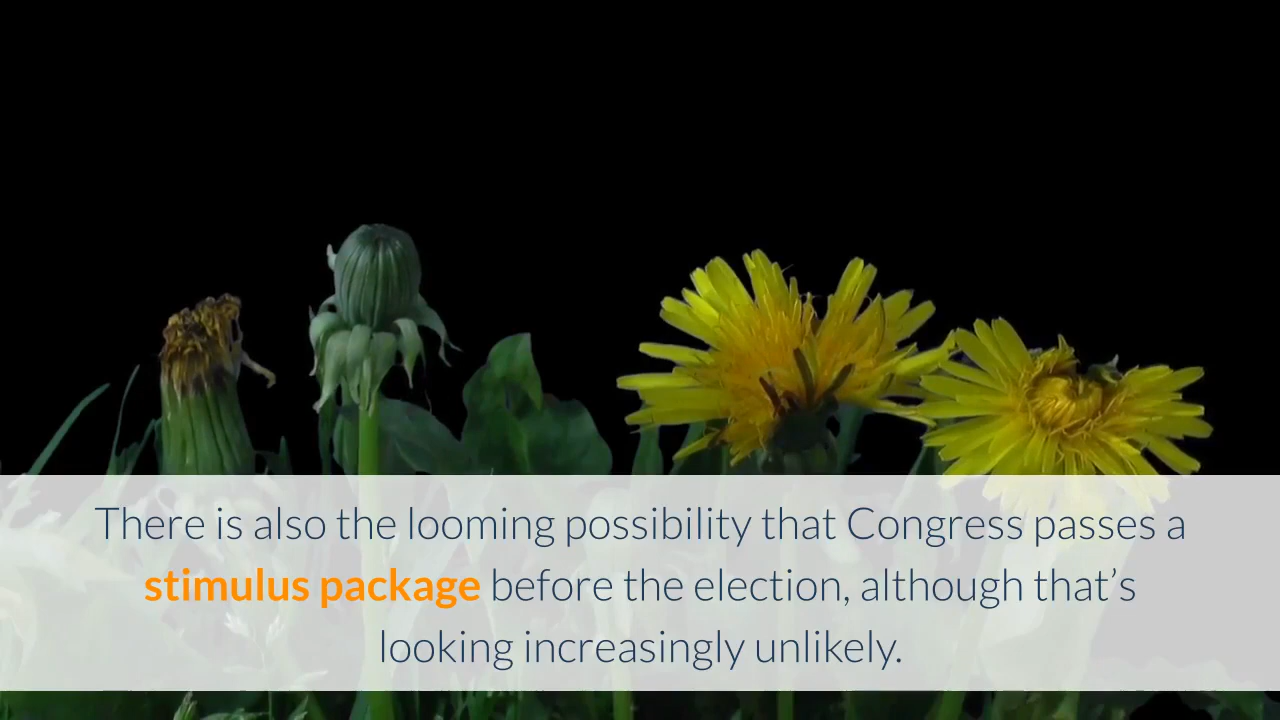 There is also the looming possibility that Congress passes a
stimulus package before the election, although that’s
looking increasingly unlikely.